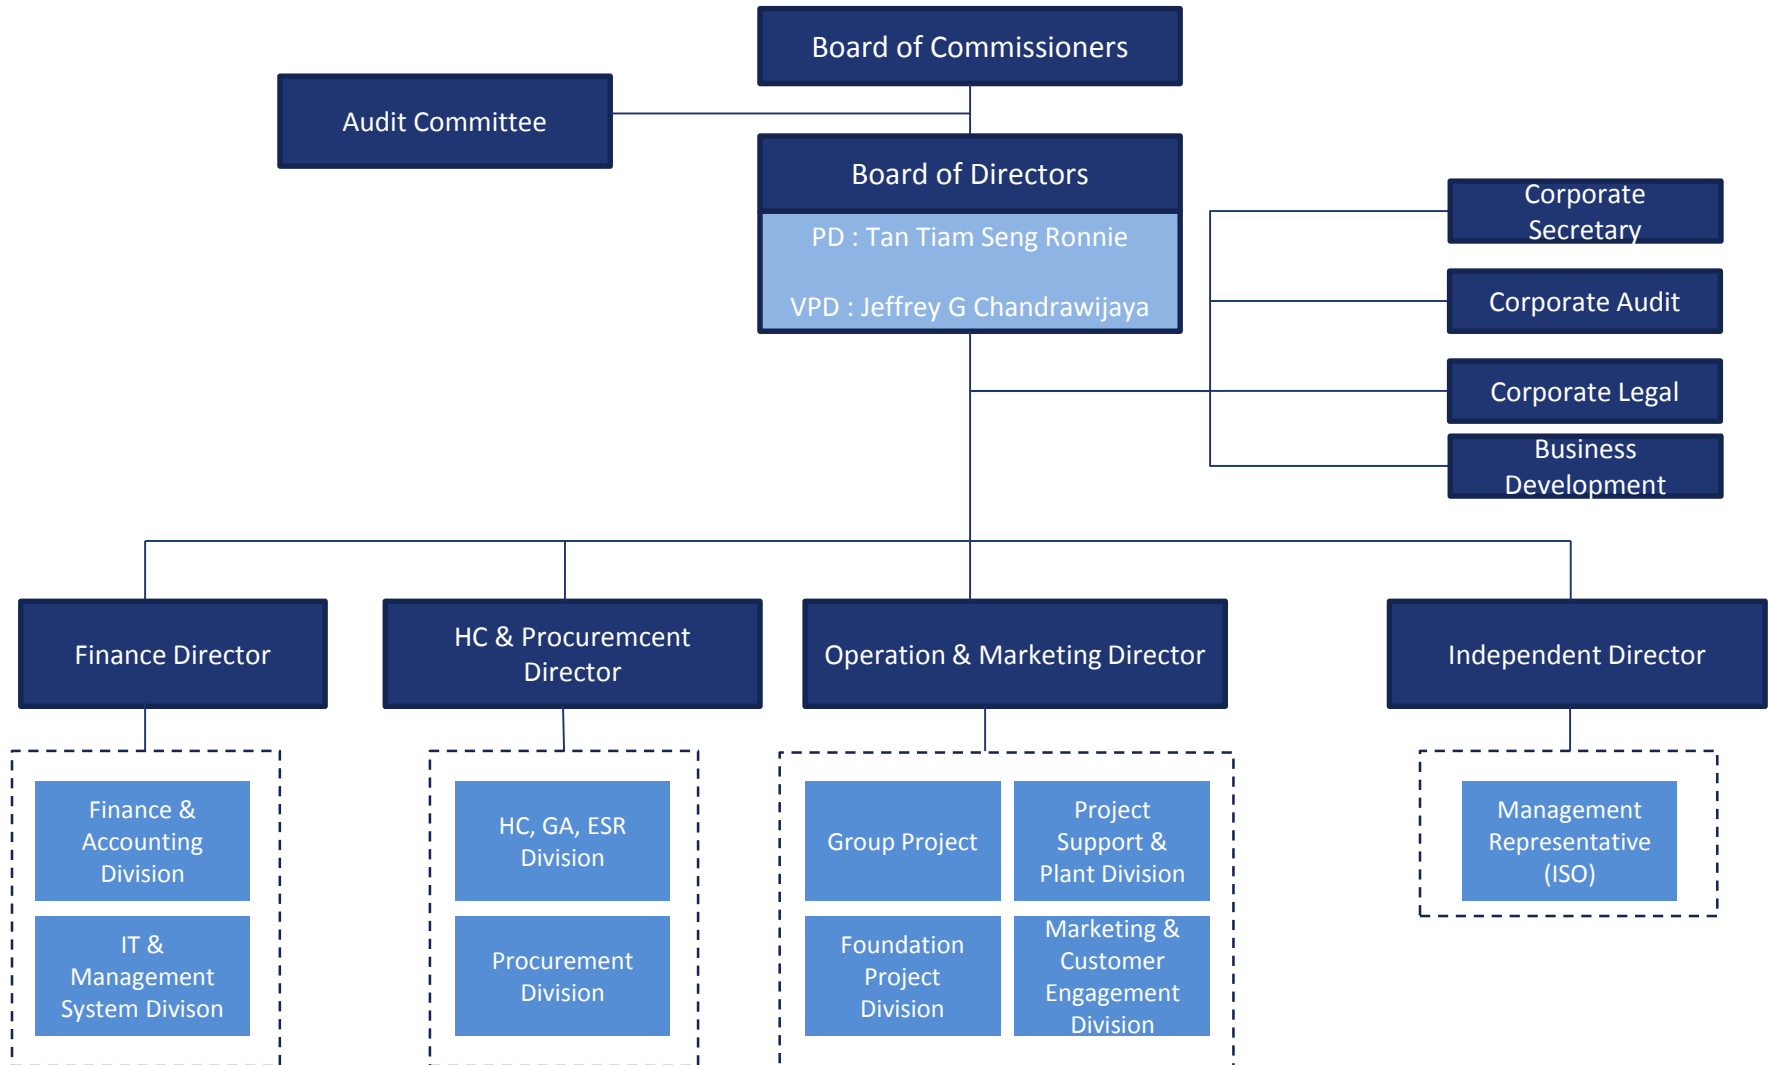 Board of Commissioners
Audit Committee
Board of Directors
PD : Tan Tiam Seng Ronnie
VPD : Jeffrey G Chandrawijaya
Corporate
Secretary
Corporate Audit
Corporate Legal
Business
Development
Finance Director
HC & Procuremcent
Director
Operation & Marketing Director
Independent Director
Finance &
Accounting
Division
IT &
Management
System Divison
HC, GA, ESR
Division
Procurement
Division
Group Project
Project
Support &
Plant Division
Foundation
Project
Division
Marketing &
Customer
Engagement
Division
Management
Representative
(ISO)